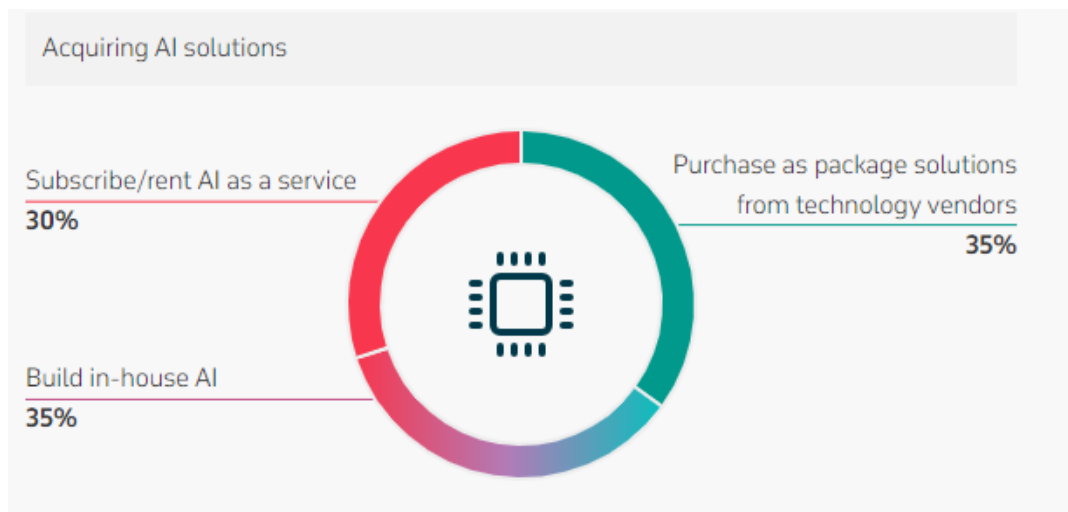 Acquiring AI solutions
Subscribe/rent AI as a service
30%
Purchase as package solutions
from technology vendors
35%
Build in-house AI
35%